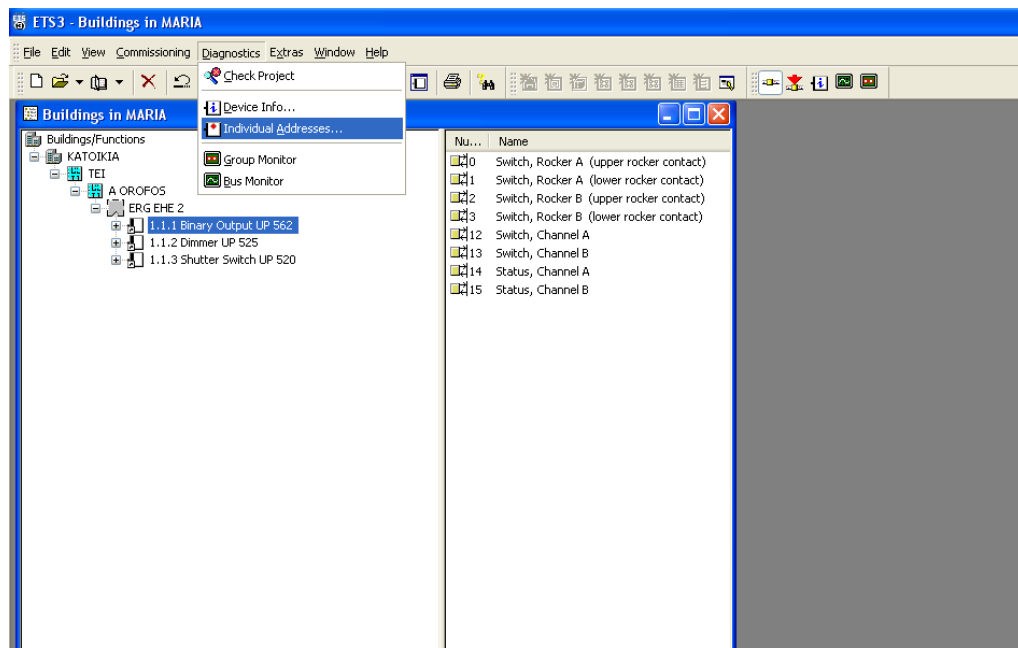 ETS3 - Buildings in MARIA
File Edit View Commissioning Diagnostics Extras Window Help
Check Project
Device Info...
Individual Addresses...
Group Monitor
Bus Monitor
Buildings in MARIA
Buildings/Functions
KATOIKIA
TEI
A OROFOS
ERG EHE 2
1.1.1 Binary Output UP 562
1.1.2 Dimmer UP 525
1.1.3 Shutter Switch UP 520
Nu... Name
0 Switch, Rocker A (upper rocker contact)
1 Switch, Rocker A (lower rocker contact)
2 Switch, Rocker B (upper rocker contact)
3 Switch, Rocker B (lower rocker contact)
12 Switch, Channel A
13 Switch, Channel B
14 Status, Channel A
15 Status, Channel B